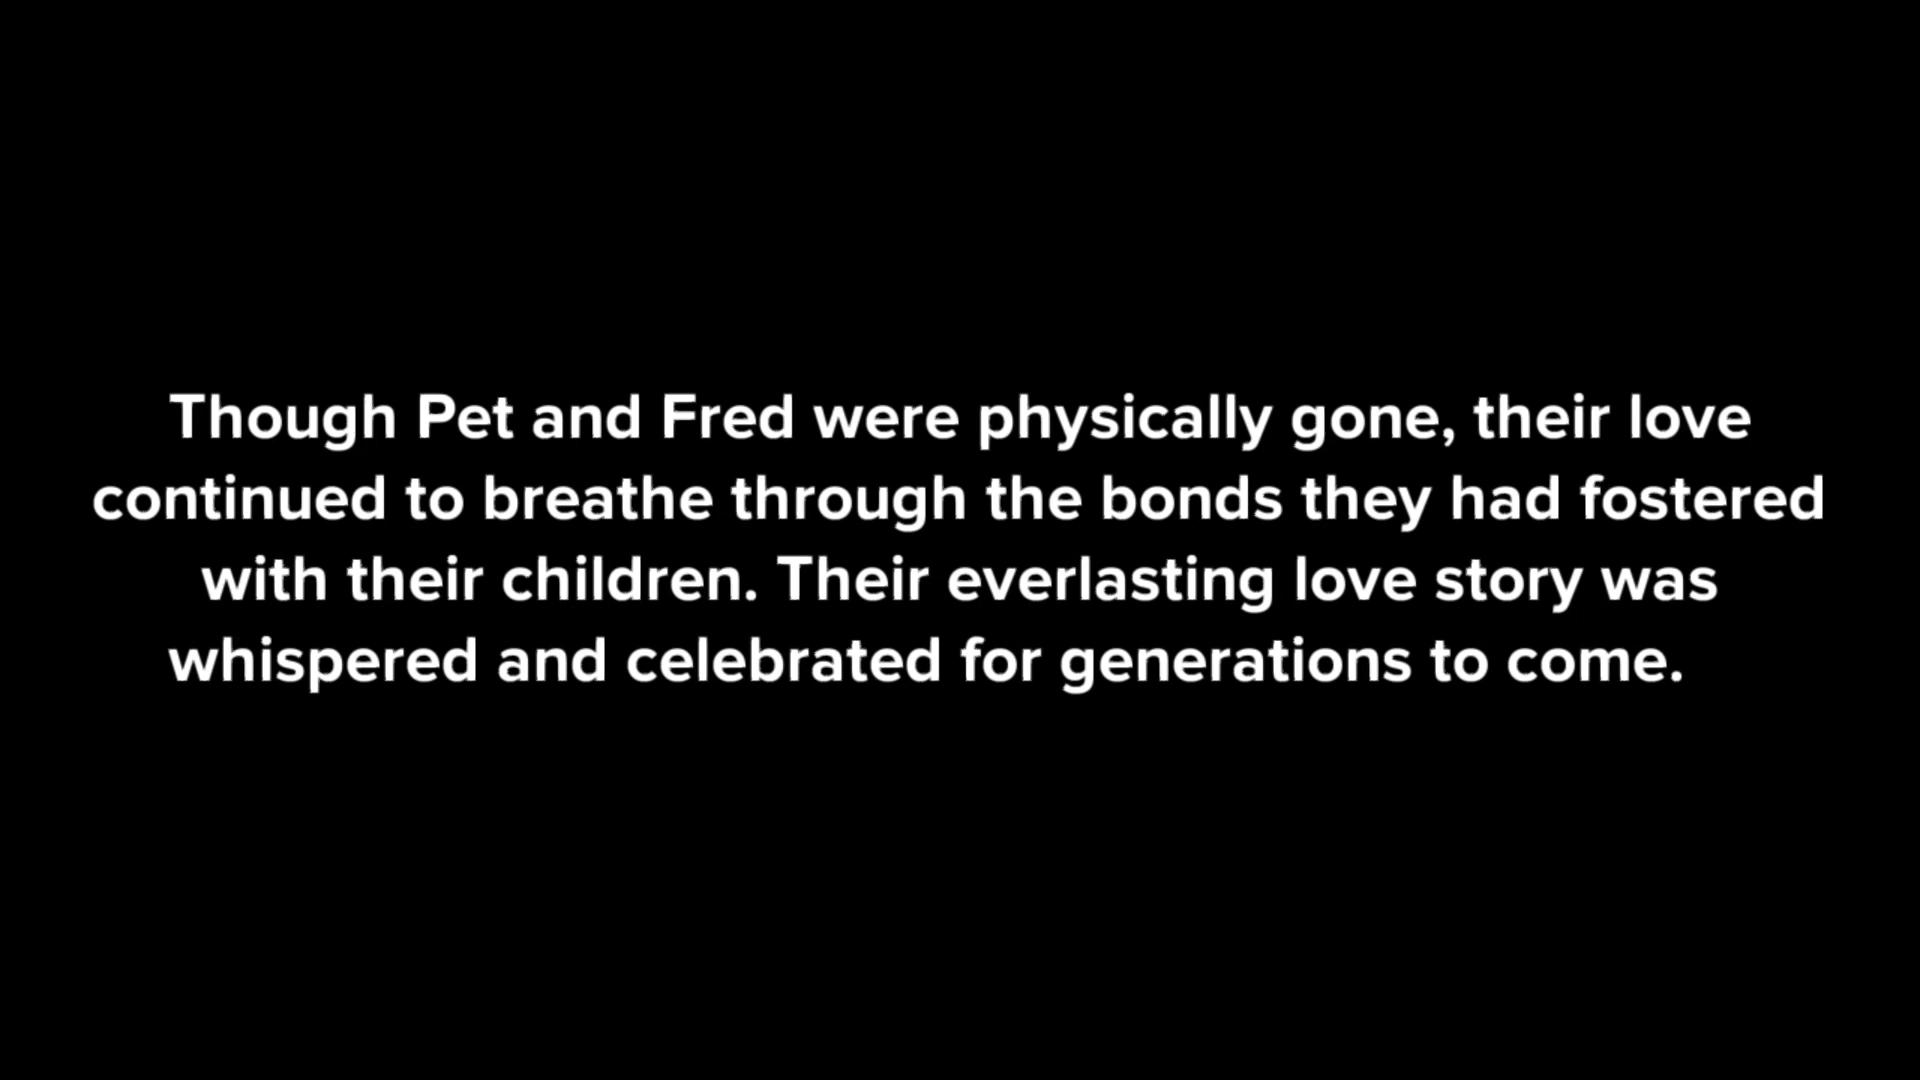 Though Pet and Fred were physically gone, their love
continued to breathe through the bonds they had fostered
with their children. Their everlasting love story was
whispered and celebrated for generations to come.